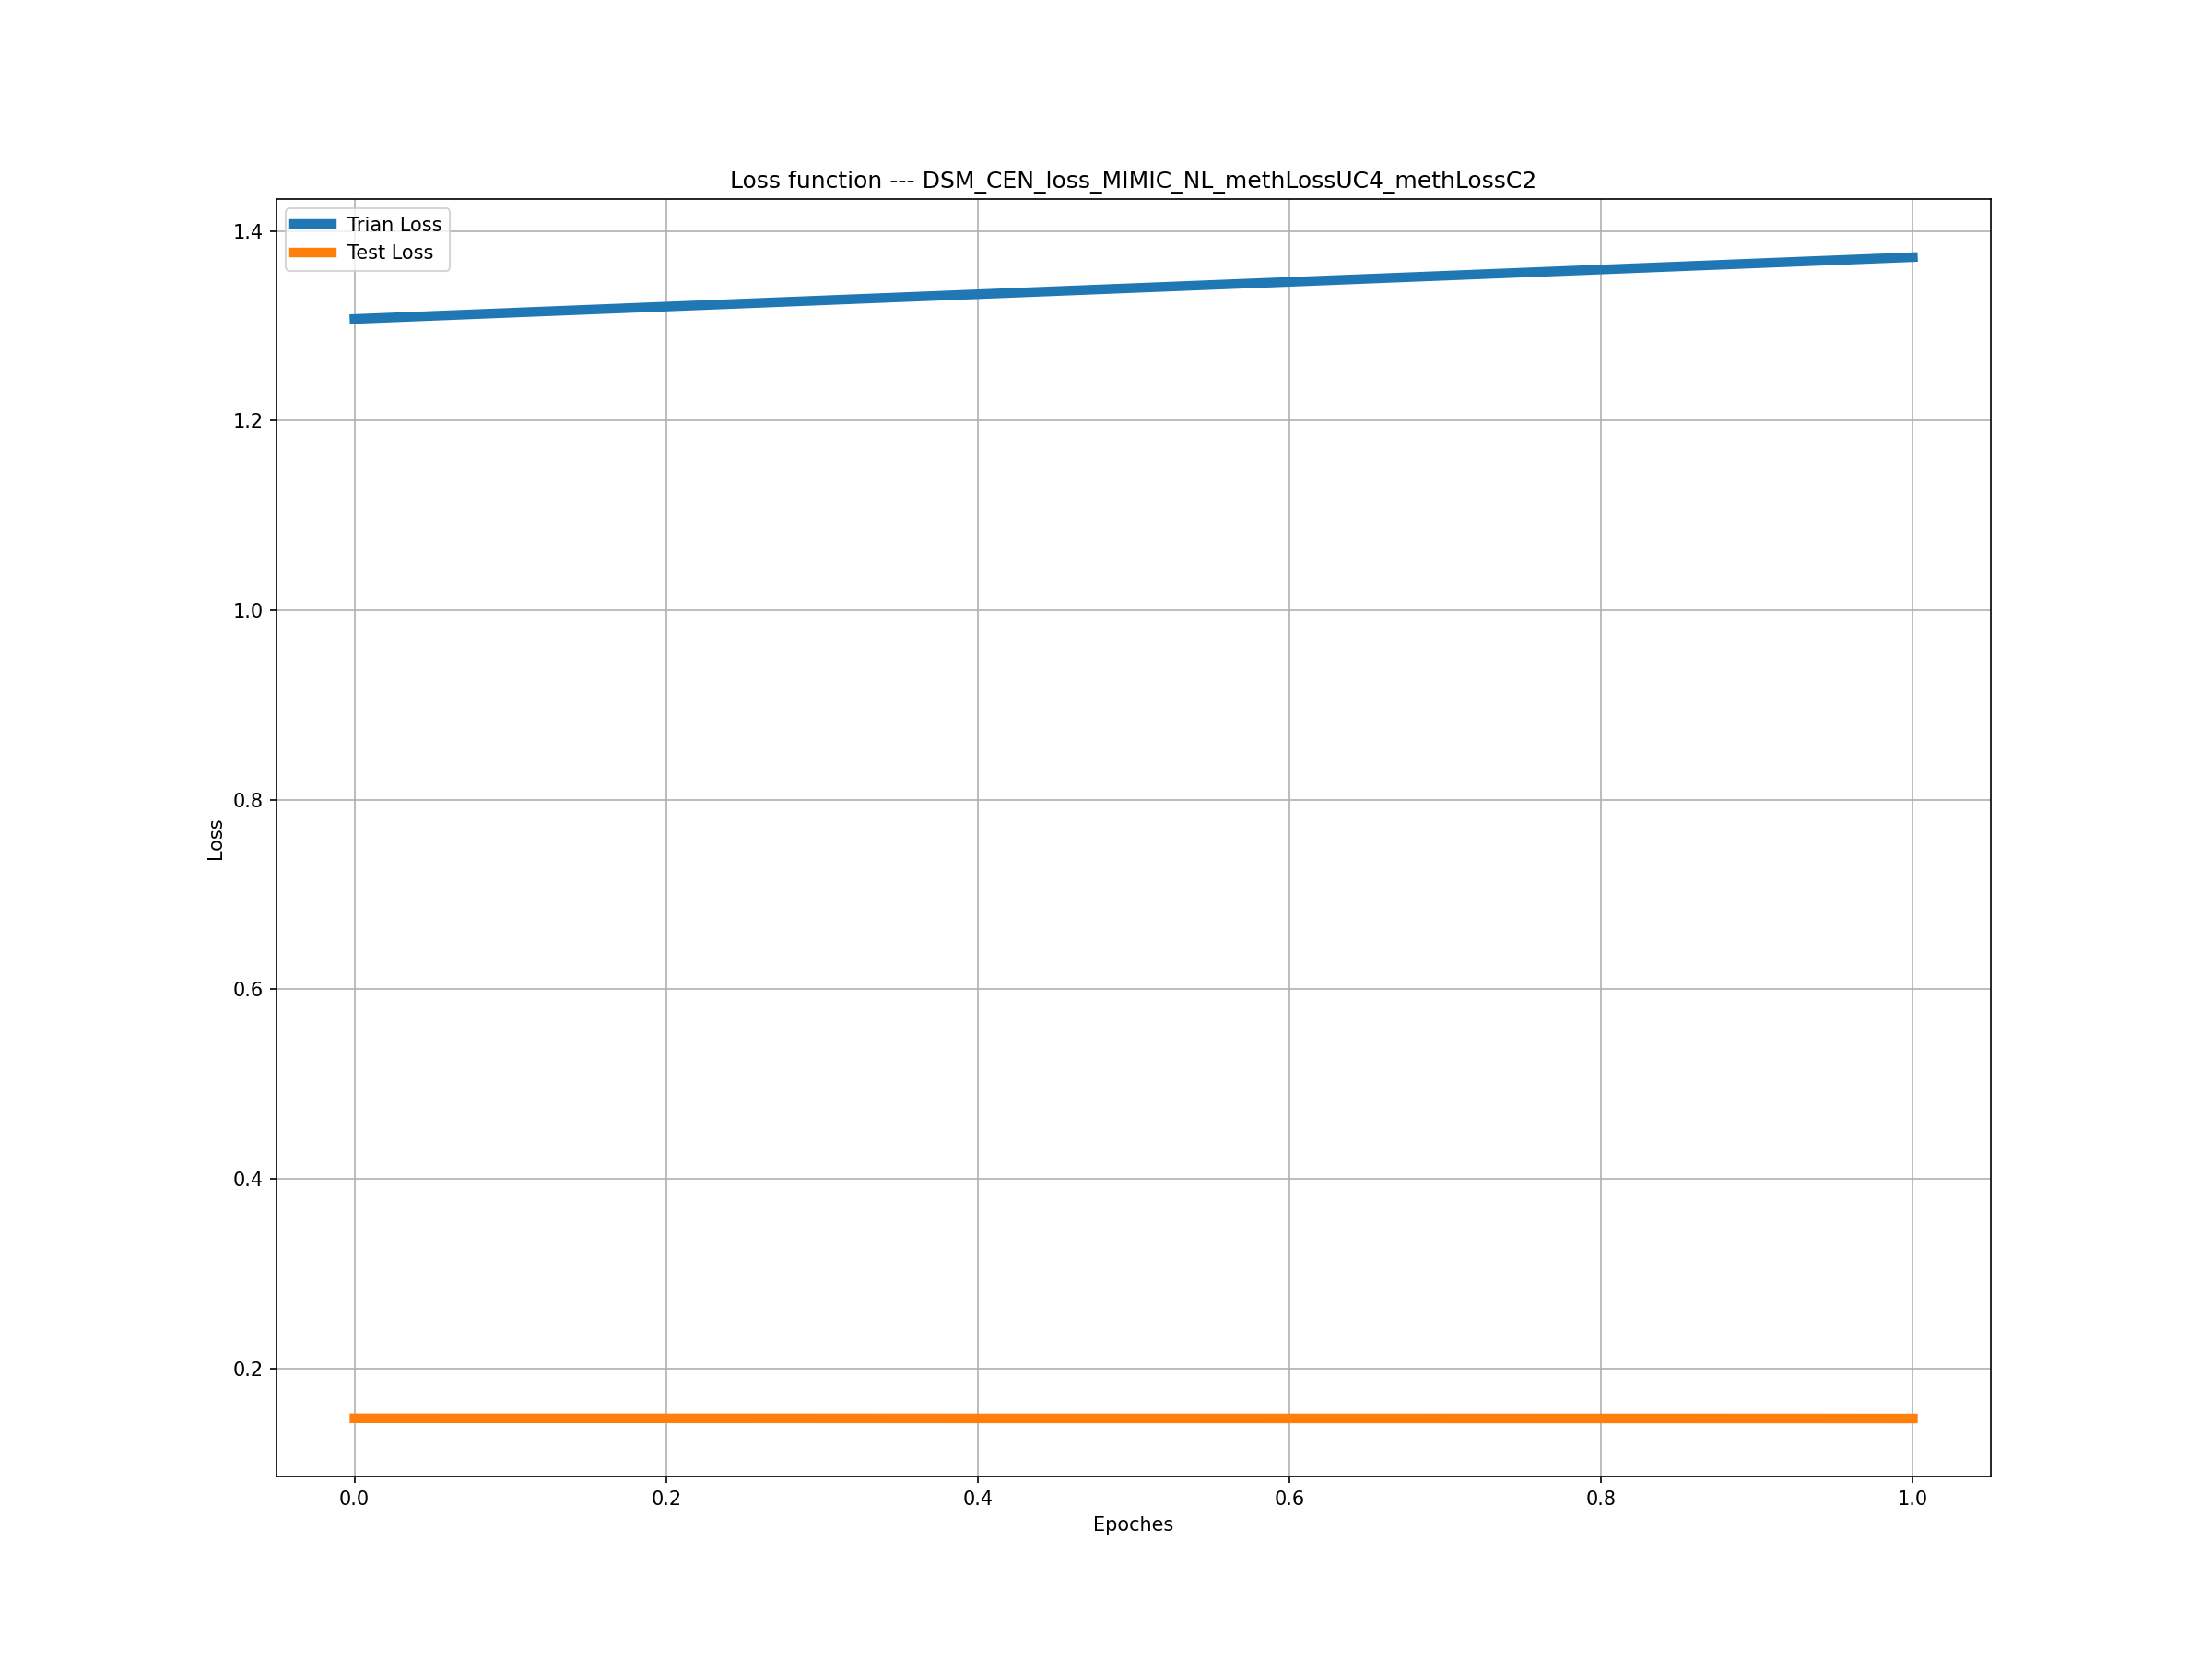 Loss function --- DSM_CEN_loss_MIMIC_NL_methLossUC4_methLossC2
Trian Loss
Test Loss
1.4
1.2
1.0
0.8
0.6
0.4
0.2
Loss
0.0 0.2 0.4 0.6 0.8 1.0
Epoches